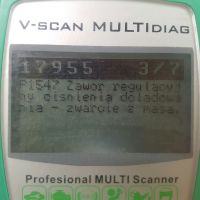 V-SCAN MULTIDIAG
17955 3/7
P1547 Zawor regulacyj
ny cisnienia doladowa
nia - zwarcie z masa.
Profesional MULTI Scanner